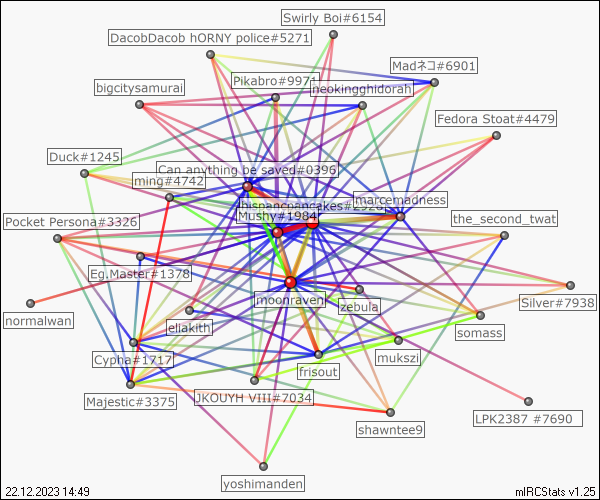 Swirly Boi#6154
DacobDacob hORNY police#5271
Madネコ#6901
Pikabro#9971
neokingghidorah
bigcitysamurai
Fedora Stoat#4479
Duck#1245
Can anything be saved#0396
ming#4742
marcemadness
Mushy#1984
Pocket Persona#3326
the_second_twat
Eg.Master#1378
moonraven
zebula
Silver#7938
normalwan
eliakith
somass
Cypha#1717
mukszi
frisout
Majestic#3375
JKOUYH VIII#7034
LPK2387 #7690
shawntee9
yoshimanden
22.12.2023 14:49
mIRCStats v1.25